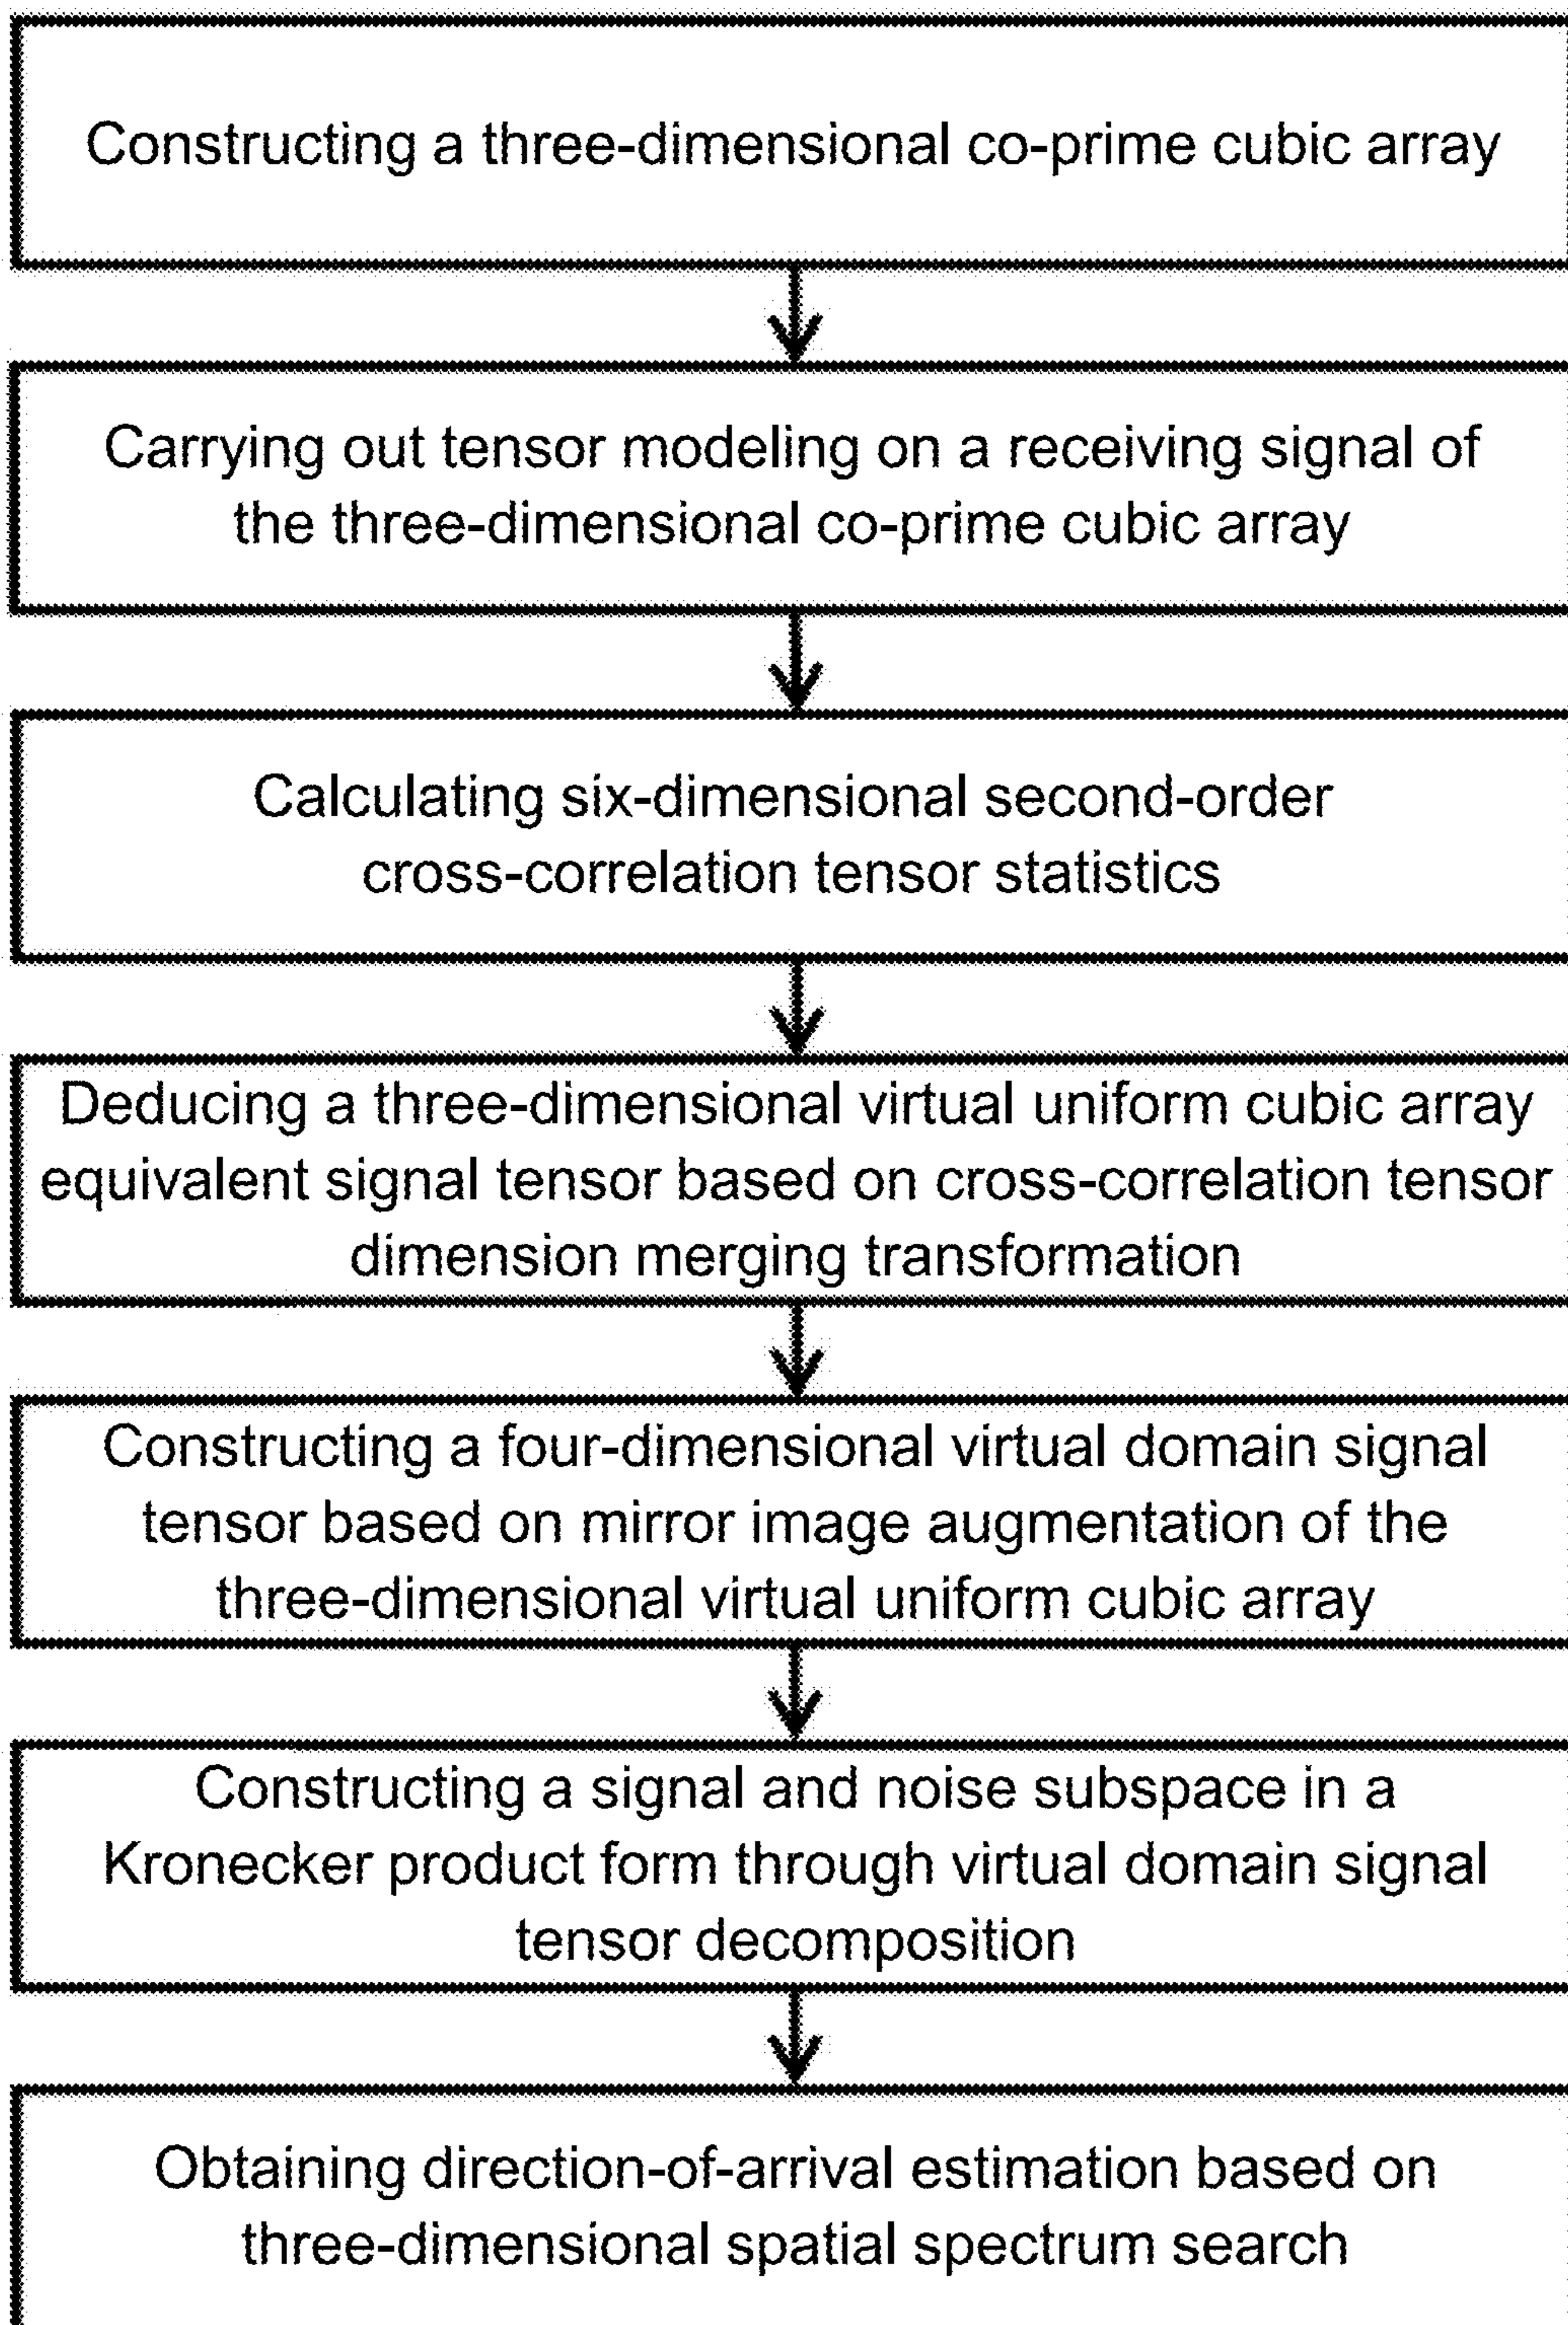 Constructing a three-dimensional co-prime cubic array
Carrying out tensor modeling on a receiving signal of
the three-dimensional co-prime cubic array
Calculating six-dimensional second-order
cross-correlation tensor statistics
Deducing a three-dimensional virtual uniform cubic array
equivalent signal tensor based on cross-correlation tensor
dimension merging transformation
Constructing a four-dimensional virtual domain signal
tensor based on mirror image augmentation of the
three-dimensional virtual uniform cubic array
Constructing a signal and noise subspace in a
Kronecker product form through virtual domain signal
tensor decomposition
Obtaining direction-of-arrival estimation based on
three-dimensional spatial spectrum search